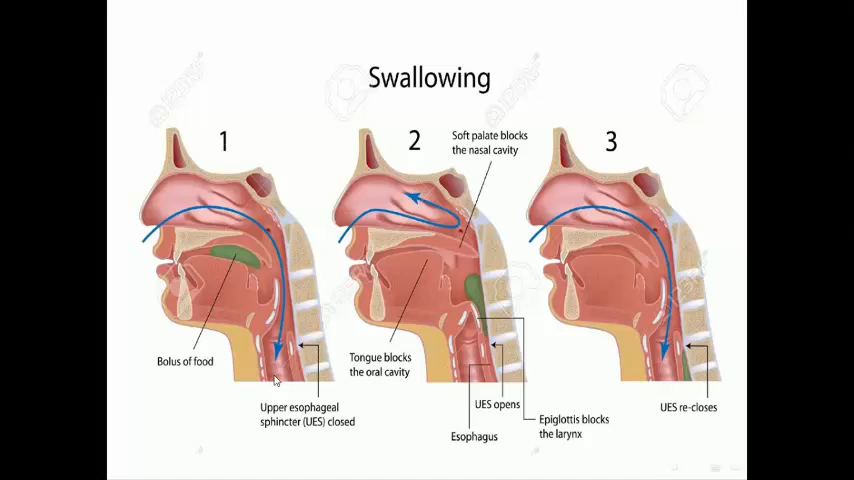 Swallowing
1
2
3
Soft palate blocks
the nasal cavity
Bolus of food
Tongue blocks
the oral cavity
Upper esophageal
sphincter (UES) closed
UES opens
Esophagus
Epiglottis blocks
the larynx
UES re-closes